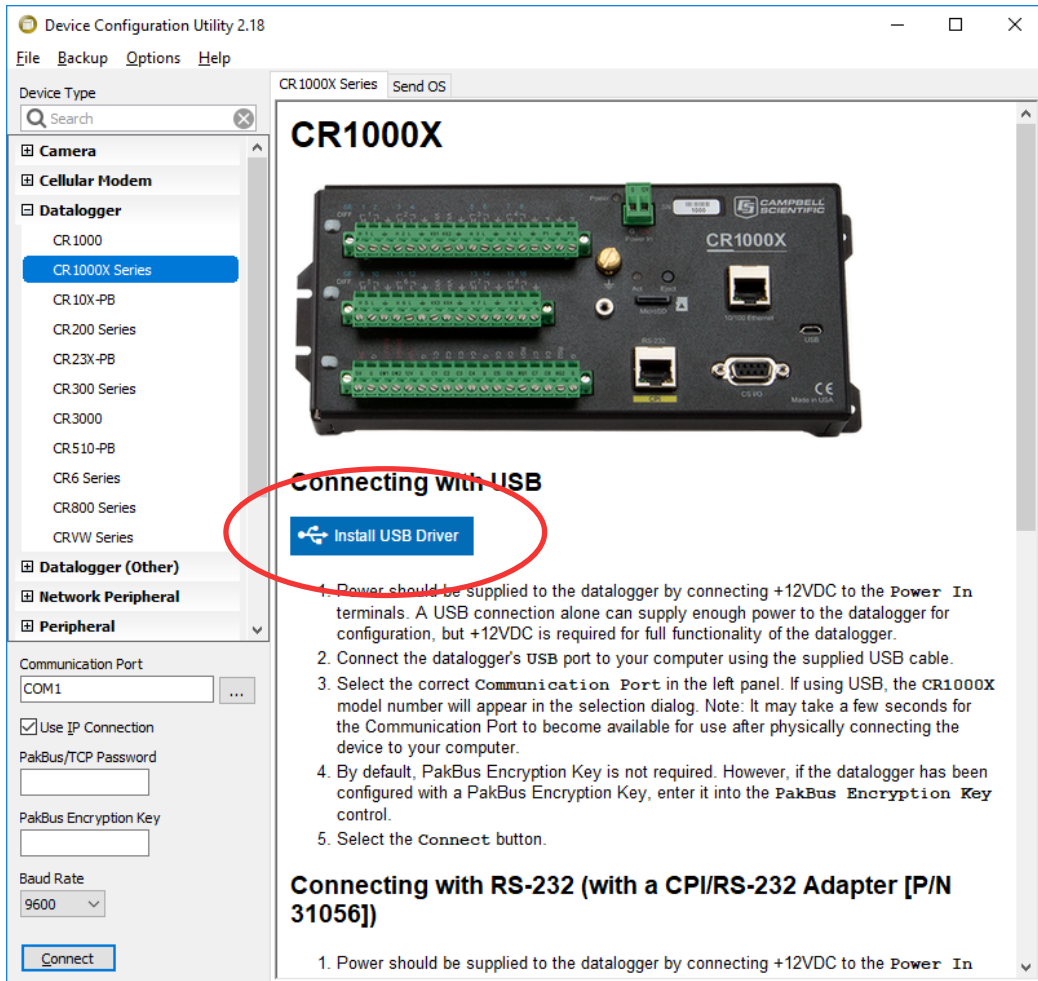 Device Configuration Utility 2.18
File Backup Options Help
Device Type
Search
Camera
Cellular Modem
Datalogger
CR1000
CR1000X Series
CR10X-PB
CR200 Series
CR23X-PB
CR300 Series
CR3000
CR510-PB
CR6 Series
CR800 Series
CRVW Series
Datalogger (Other)
Network Peripheral
Peripheral
Communication Port
COM1
...
Use IP Connection
PakBus/TCP Password
PakBus Encryption Key
Baud Rate
9600
Connect
CR1000X Series Send OS
CR1000X
CAMPBELL
SCIENTIFIC
CR1000X
Power In
Act Eject
MicroSD
10/100 Ethernet
USB
RS-232
CPI
CS I/O
Made in USA
Connecting with USB
Install USB Driver
1. Power should be supplied to the datalogger by connecting +12VDC to the Power In
terminals. A USB connection alone can supply enough power to the datalogger for
configuration, but +12VDC is required for full functionality of the datalogger.
2. Connect the datalogger's USB port to your computer using the supplied USB cable.
3. Select the correct Communication Port in the left panel. If using USB, the CR1000X
model number will appear in the selection dialog. Note: It may take a few seconds for
the Communication Port to become available for use after physically connecting the
device to your computer.
4. By default, PakBus Encryption Key is not required. However, if the datalogger has been
configured with a PakBus Encryption Key, enter it into the PakBus Encryption Key
control.
5. Select the Connect button.
Connecting with RS-232 (with a CPI/RS-232 Adapter [P/N
31056])
1. Power should be supplied to the datalogger by connecting +12VDC to the Power In